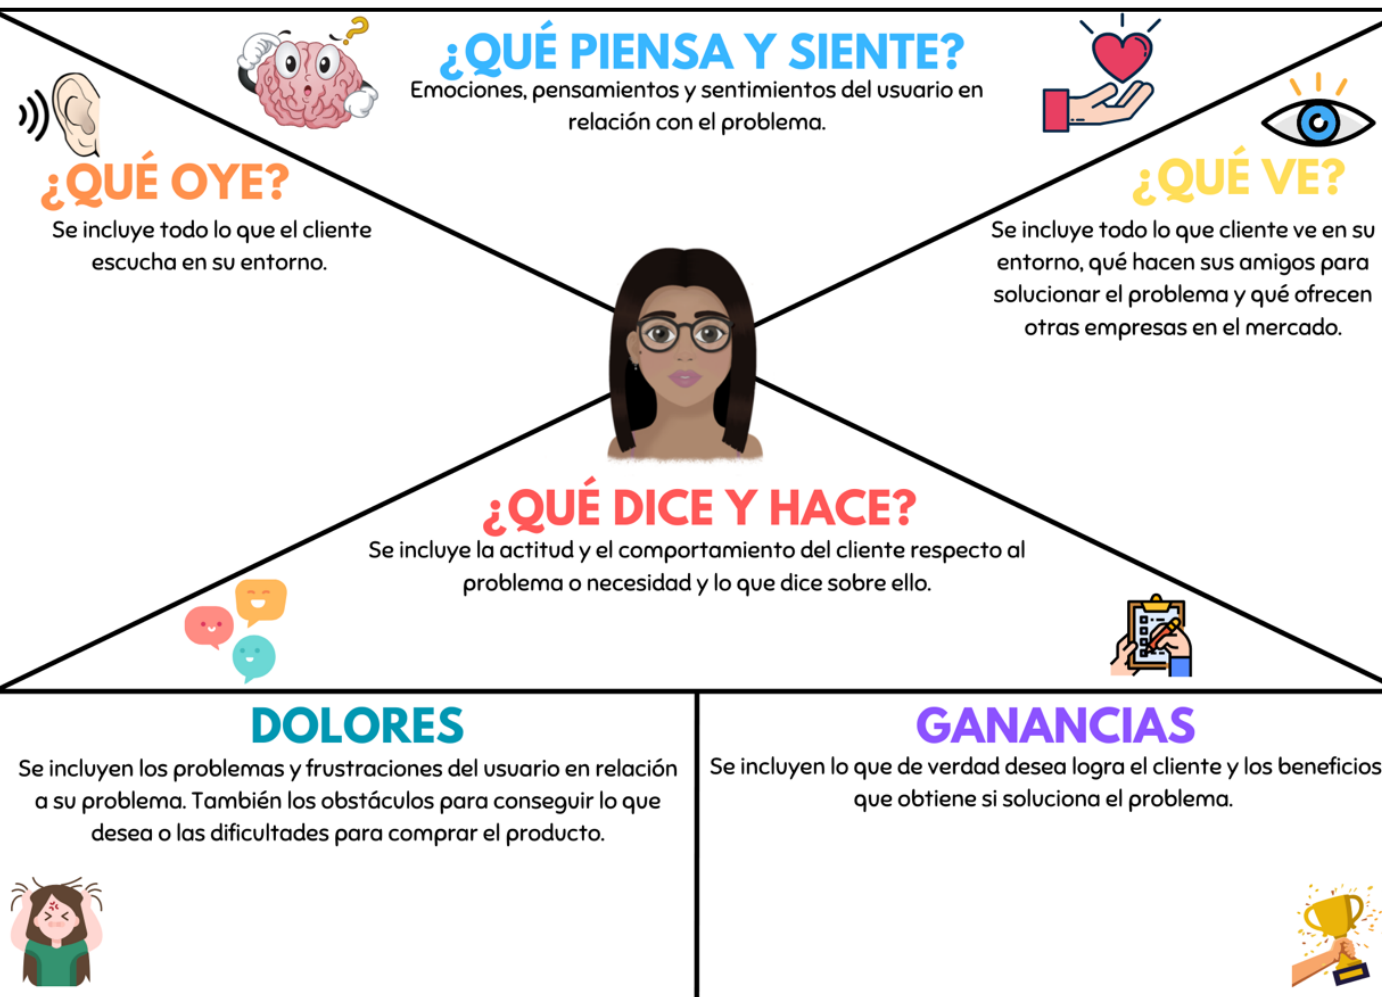 ¿QUÉ PIENSA Y SIENTE?
Emociones, pensamientos y sentimientos del usuario en
relación con el problema.
¿QUÉ OYE?
Se incluye todo lo que el cliente
escucha en su entorno.
¿QUÉ VE?
Se incluye todo lo que cliente ve en su
entorno, qué hacen sus amigos para
solucionar el problema y qué ofrecen
otras empresas en el mercado.
¿QUÉ DICE Y HACE?
Se incluye la actitud y el comportamiento del cliente respecto al
problema o necesidad y lo que dice sobre ello.
DOLORES
Se incluyen los problemas y frustraciones del usuario en relación
a su problema. También los obstáculos para conseguir lo que
desea o las dificultades para comprar el producto.
GANANCIAS
Se incluyen lo que de verdad desea logra el cliente y los beneficios
que obtiene si soluciona el problema.